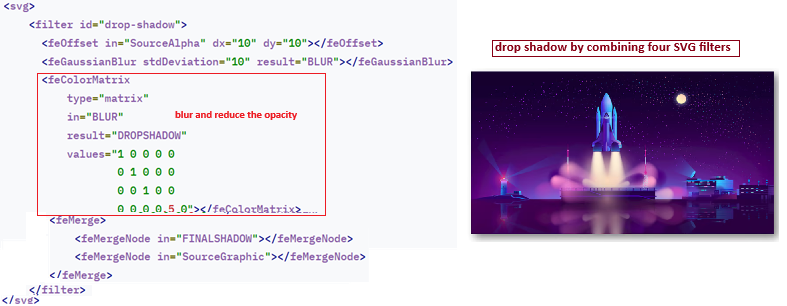 <svg>
<filter id="drop-shadow">
<feOffset in="SourceAlpha" dx="10" dy="10"></feOffset>
<feGaussianBlur stdDeviation="10" result="BLUR"></feGaussianBlur>
<feColorMatrix
type="matrix"
in="BLUR"
result="DROPSHADOW"
values="1 0 0 0 0
0 1 0 0 0
0 0 1 0 0
0 0 0 0.5 0"></feColorMatrix>
<feMerge>
<feMergeNode in="FINALSHADOW"></feMergeNode>
<feMergeNode in="SourceGraphic"></feMergeNode>
</feMerge>
</filter>
</svg>
blur and reduce the opacity
drop shadow by combining four SVG filters